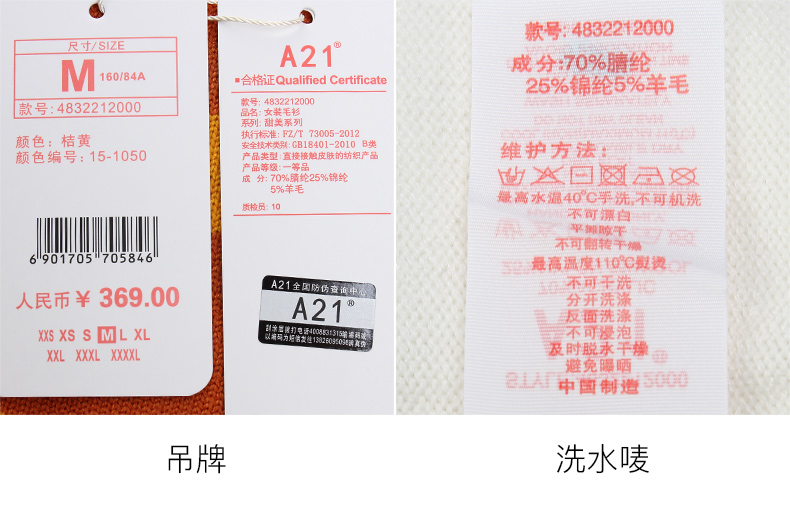 尺寸/SIZE
M 160/84A
款号: 4832212000
颜色: 桔黄
颜色编号: 15-1050
6 901705 705846
人民币 ¥ 369.00
XXS XS S M L XL
XXL XXXL XXXXL
A21®
合格证Qualified Certificate
款号: 4832212000
品名: 女装毛衫
系列: 甜美系列
执行标准: FZ/T 73005-2012
安全技术类别: GB18401-2010 B类
产品类型: 直接接触皮肤的纺织产品
产品等级: 一等品
成 分: 70%腈纶25%锦纶
5%羊毛
质检员: 10
A21全国防伪查询中心
A21®
款号: 4832212000
成分:70%腈纶
25%锦纶5%羊毛
维护方法:
最高水温40°C手洗,不可机洗
不可漂白
平摊晾干
不可翻转干燥
最高温度110°C熨烫
不可干洗
分开洗涤
反面洗涤
不可浸泡
及时脱水干燥
避免曝晒
中国制造
吊牌
洗水唛